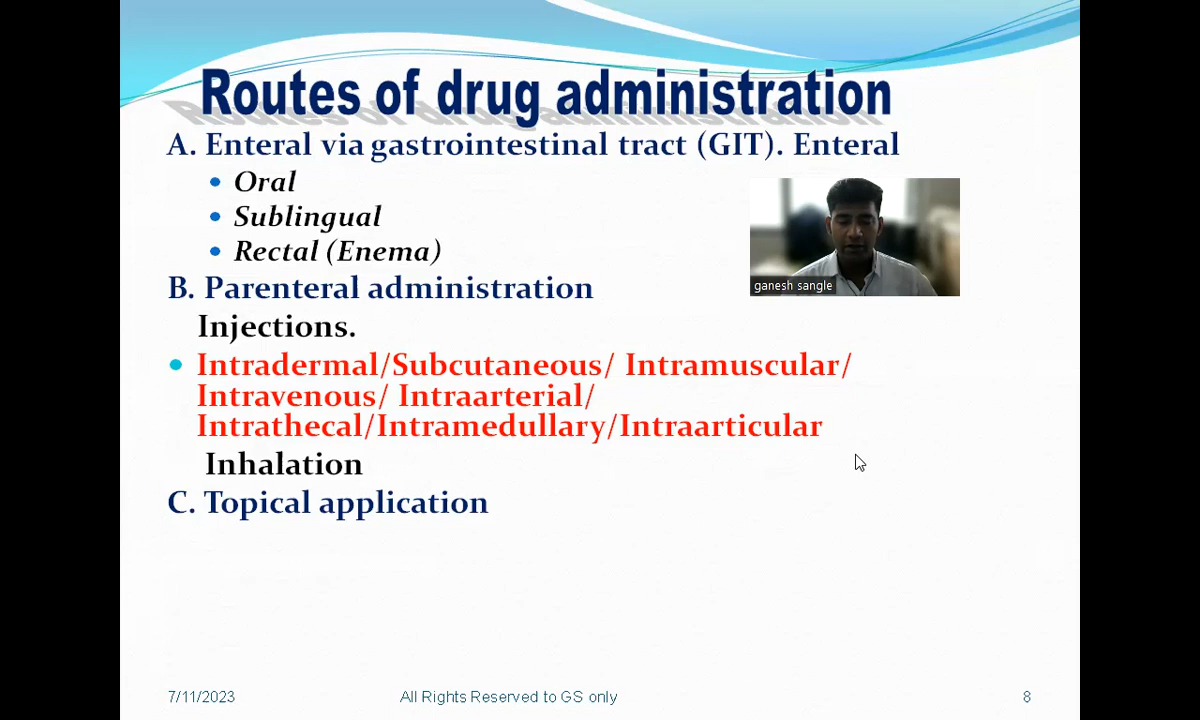 Routes of drug administration
A. Enteral via gastrointestinal tract (GIT). Enteral
• Oral
• Sublingual
• Rectal (Enema)
ganesh sangle
B. Parenteral administration
Injections.
• Intradermal/Subcutaneous/ Intramuscular/
Intravenous/ Intraarterial/
Intrathecal/Intramedullary/Intraarticular
Inhalation
C. Topical application
7/11/2023
All Rights Reserved to GS only
8